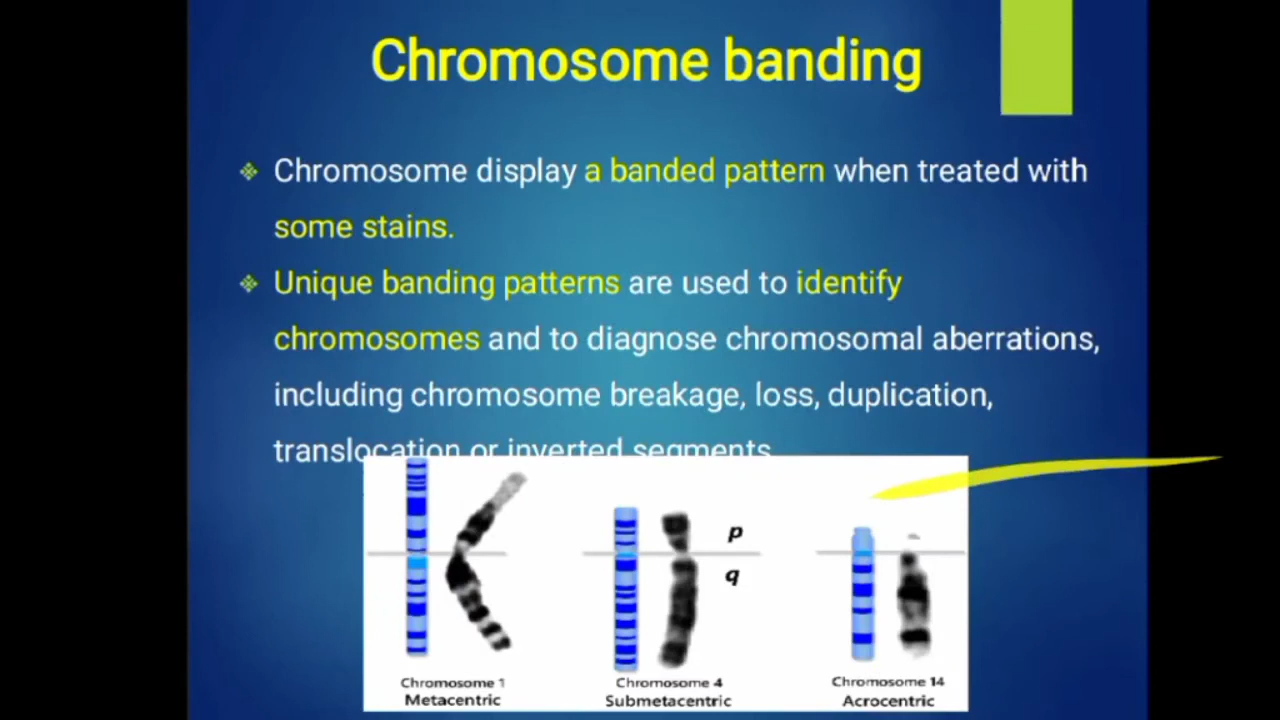 Chromosome banding
Chromosome display a banded pattern when treated with
some stains.
Unique banding patterns are used to identify
chromosomes and to diagnose chromosomal aberrations,
including chromosome breakage, loss, duplication,
translocation or inverted segments
p
q
Chromosome 1 Chromosome 4 Chromosome 14
Metacentric Submetacentric Acrocentric